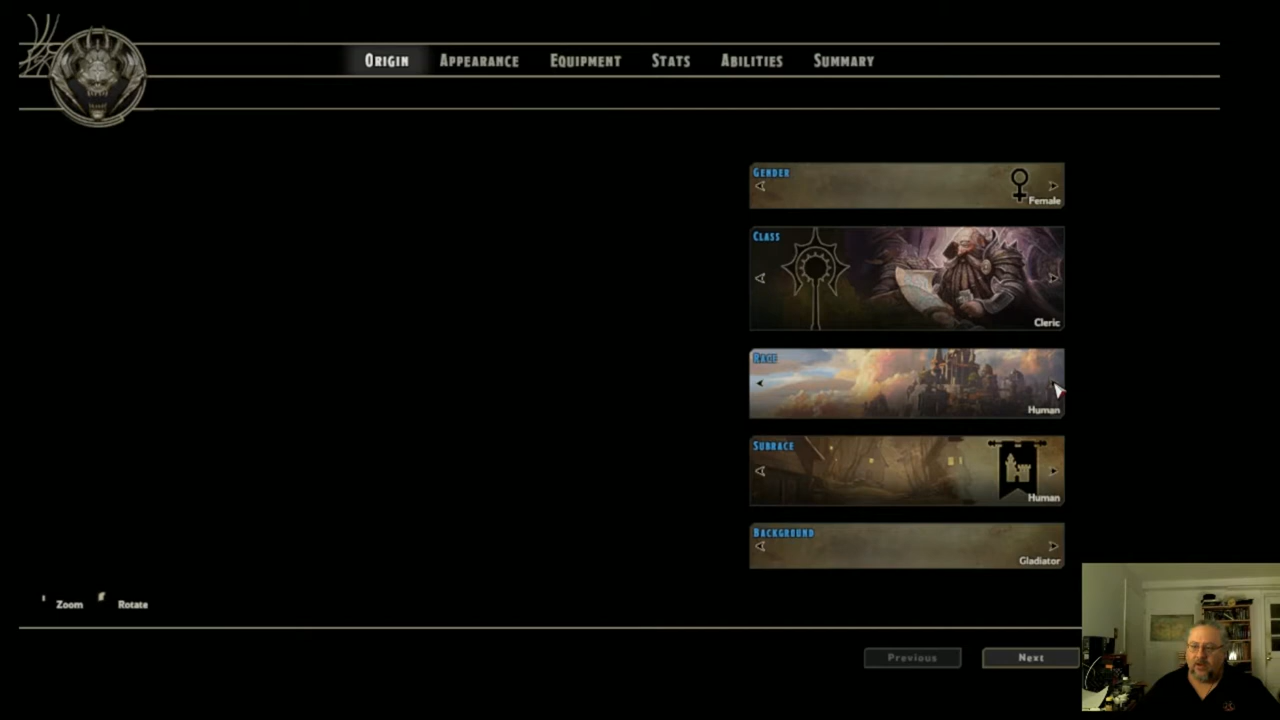 Origin Appearance Equipment Stats Abilities Summary
Gender
Female
Class
Cleric
Race
Human
Subrace
Human
Background
Gladiator
Zoom Rotate
Previous Next